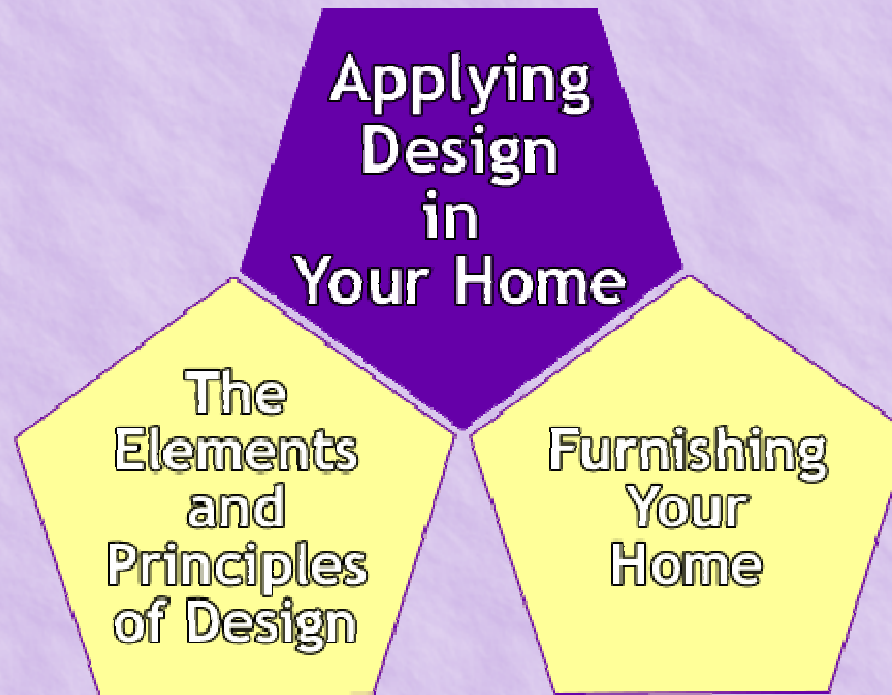 Applying
Design
in
Your Home
The
Elements
and
Principles
of Design
Furnishing
Your
Home